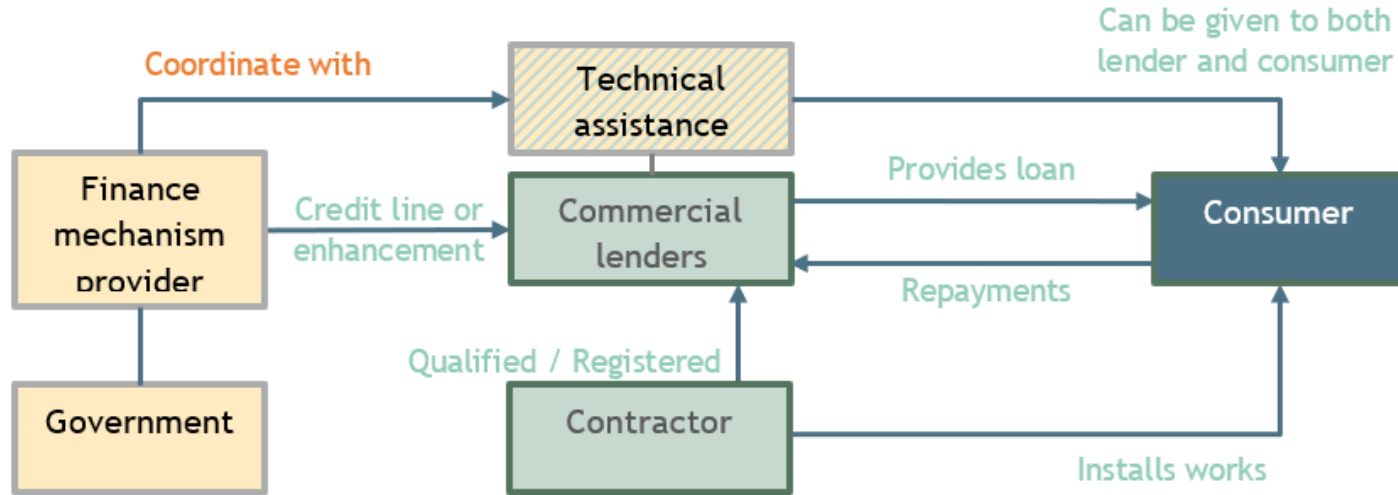 Can be given to both
lender and consumer
Coordinate with
Technical
assistance
Finance
mechanism
provider
Credit line or
enhancement
Commercial
lenders
Provides loan
Consumer
Repayments
Qualified / Registered
Government
Contractor
Installs works